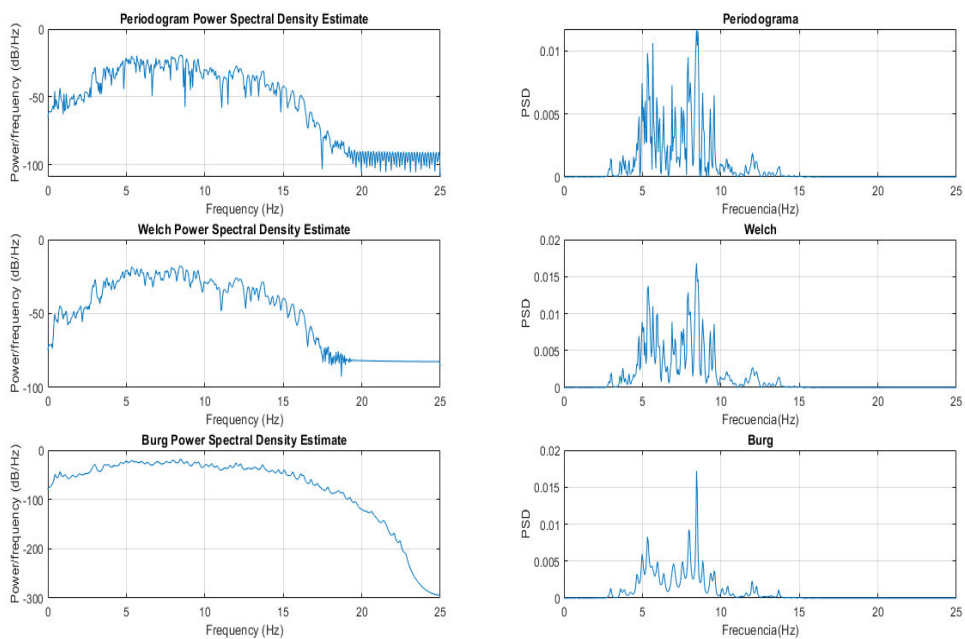 Periodogram Power Spectral Density Estimate
0
-50
-100
Power/frequency (dB/Hz)
0 5 10 15 20 25
Frequency (Hz)
Periodograma
0.01
0.005
0
PSD
0 5 10 15 20 25
Frecuencia(Hz)
Welch Power Spectral Density Estimate
0
-50
-100
Power/frequency (dB/Hz)
0 5 10 15 20 25
Frequency (Hz)
Welch
0.02
0.015
0.01
0.005
0
PSD
0 5 10 15 20 25
Frecuencia(Hz)
Burg Power Spectral Density Estimate
0
-100
-200
-300
Power/frequency (dB/Hz)
0 5 10 15 20 25
Frequency (Hz)
Burg
0.02
0.015
0.01
0.005
0
PSD
0 5 10 15 20 25
Frecuencia(Hz)